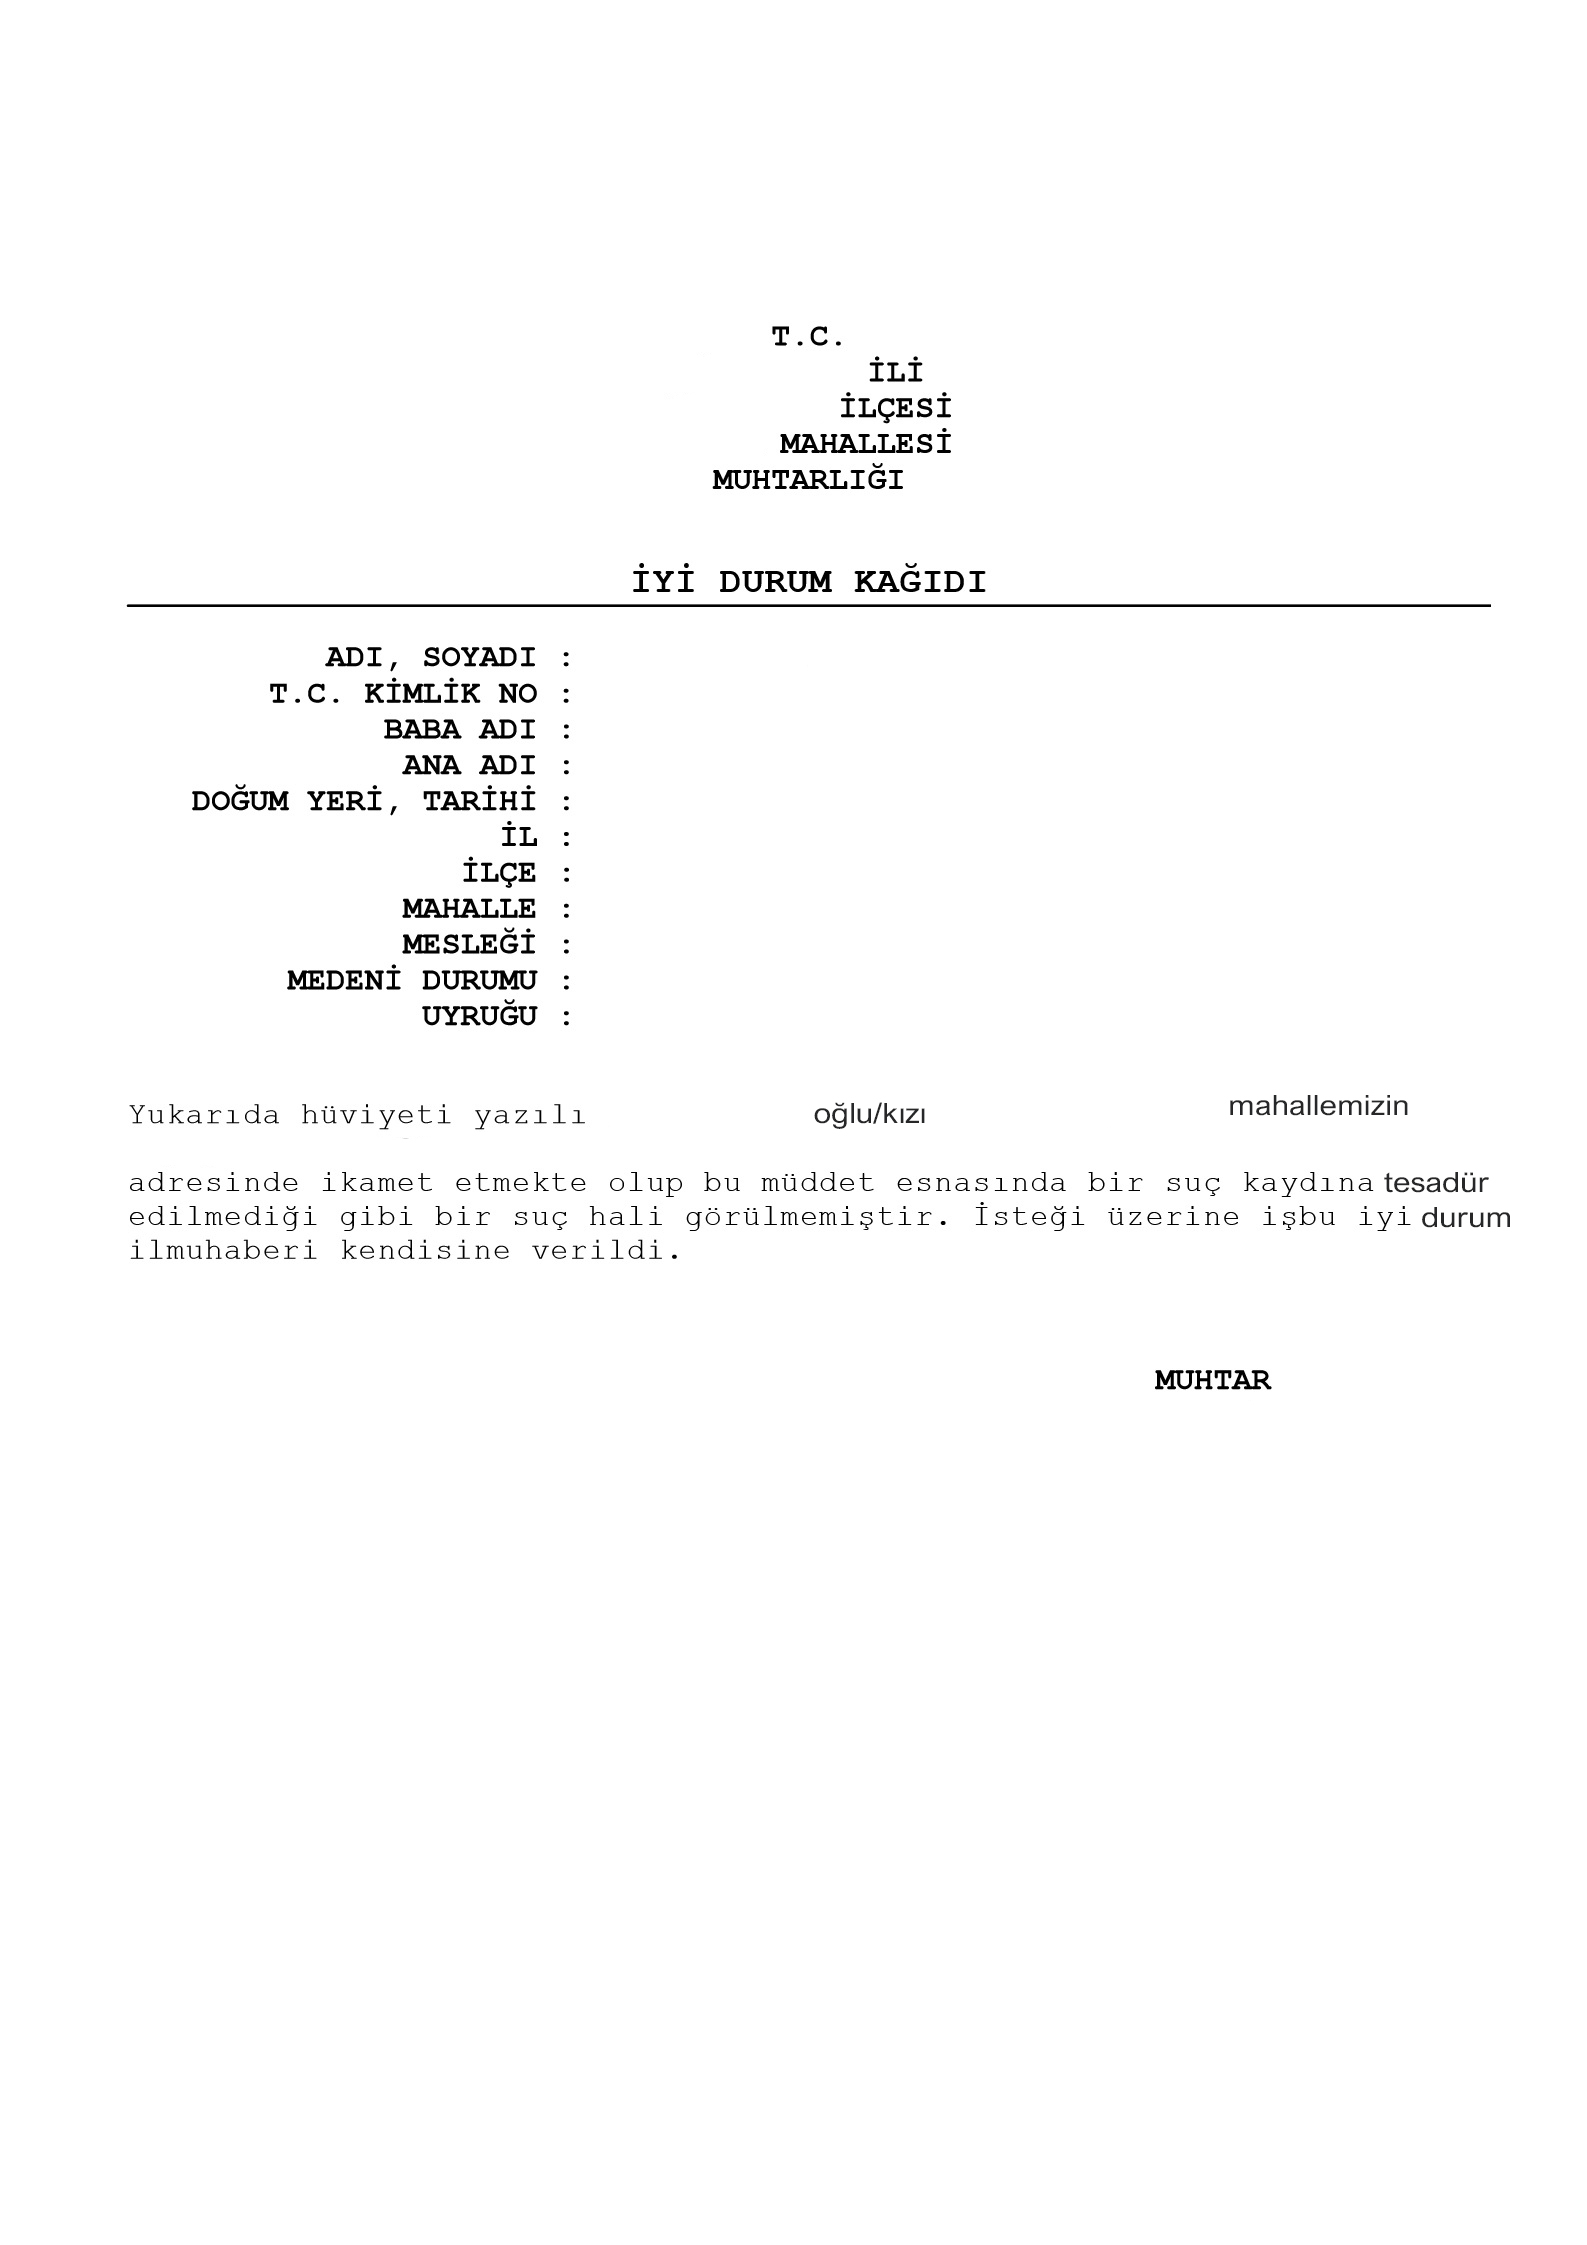 T.C.
İLİ
İLÇESİ
MAHALLESİ
MUHTARLIĞI
İYİ DURUM KAĞIDI
ADI, SOYADI :
T.C. KİMLİK NO :
BABA ADI :
ANA ADI :
DOĞUM YERİ, TARİHİ :
İL :
İLÇE :
MAHALLE :
MESLEĞİ :
MEDENİ DURUMU :
UYRUĞU :
Yukarıda hüviyeti yazılı oğlu/kızı mahallemizin
adresinde ikamet etmekte olup bu müddet esnasında bir suç kaydına tesadür
edilmediği gibi bir suç hali görülmemiştir. İsteği üzerine işbu iyi durum
ilmuhaberi kendisine verildi.
MUHTAR